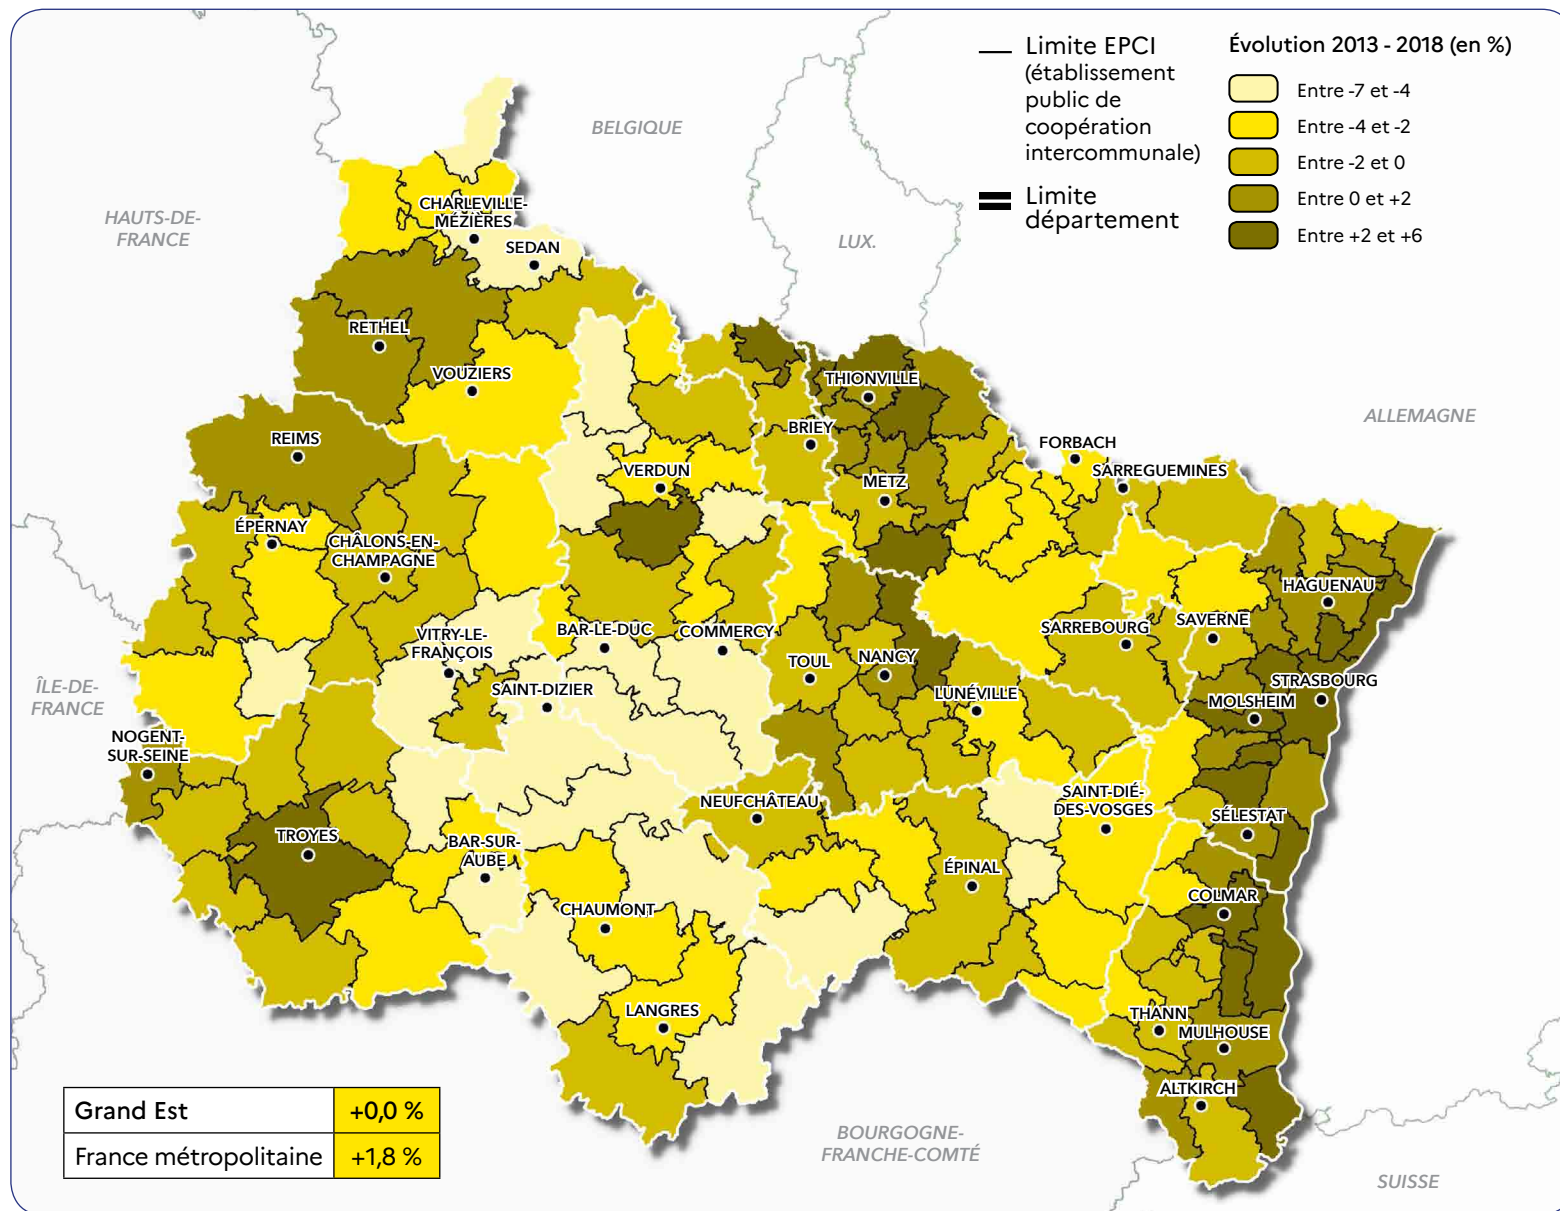 Limite EPCI
(établissement
public de
coopération
intercommunale)
Limite
département
Évolution 2013 - 2018 (en %)
Entre -7 et -4
Entre -4 et -2
Entre -2 et 0
Entre 0 et +2
Entre +2 et +6
BELGIQUE
HAUTS-DE-
FRANCE
LUX.
ALLEMAGNE
ÎLE-DE-
FRANCE
BOURGOGNE-
FRANCHE-COMTÉ
SUISSE
CHARLEVILLE-
MÉZIÈRES
SEDAN
RETHEL
VOUZIERS
THIONVILLE
BRIEY
REIMS
FORBACH
SARREGUEMINES
VERDUN
METZ
ÉPERNAY
CHÂLONS-EN-
CHAMPAGNE
HAGUENAU
VITRY-LE-
FRANÇOIS
BAR-LE-DUC
COMMERCY
SARREBOURG
SAVERNE
TOUL
NANCY
SAINT-DIZIER
LUNÉVILLE
STRASBOURG
MOLSHEIM
NOGENT-
SUR-SEINE
NEUFCHÂTEAU
SAINT-DIÉ-
DES-VOSGES
SÉLESTAT
TROYES
BAR-SUR-
AUBE
ÉPINAL
COLMAR
CHAUMONT
LANGRES
THANN
MULHOUSE
ALTKIRCH
Grand Est +0,0 %
France métropolitaine +1,8 %